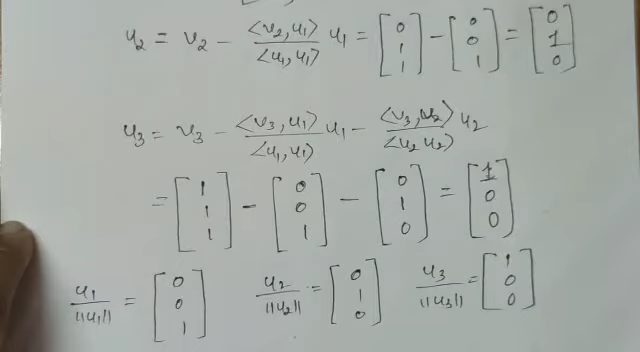 u₂ = v₂ − <v₂, u₁> / <u₁, u₁> u₁ = [0 1 1] − [0 0 1] = [0 1 0]
u₃ = v₃ − <v₃, u₁> / <u₁, u₁> u₁ − <v₃, u₂> / <u₂ u₂> u₂
= [1 1 1] − [0 0 1] − [0 1 0] = [1 0 0]
u₁ / ||u₁|| = [0 0 1] u₂ / ||u₂|| = [0 1 0] u₃ / ||u₃|| = [1 0 0]